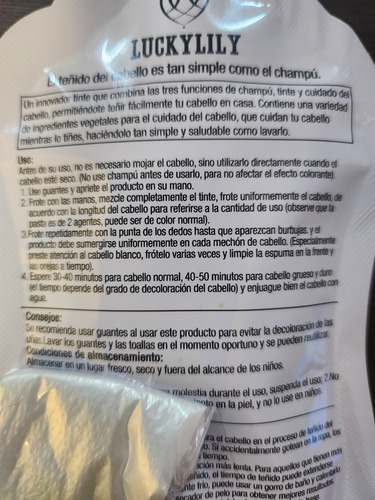 LUCKYLILY
El teñido del cabello es tan simple como el champú.
Un innovador tinte que combina las tres funciones de champú, tinte y cuidado del
cabello, permitiéndote teñir fácilmente tu cabello en casa. Contiene una variedad
de ingredientes vegetales para el cuidado del cabello, que cuidan tu cabello
mientras lo tiñes, haciéndolo tan simple y saludable como lavarlo.
Uso:
Antes de su uso, no es necesario mojar el cabello, sino utilizarlo directamente cuando el
cabello esté seco. (No use champú antes de usarlo, para no afectar el efecto colorante).
1. Use guantes y apriete el producto en su mano.
2. Frote con las manos, mezcle completamente el tinte, frote uniformemente el cabello, de
acuerdo con la longitud del cabello para referirse a la cantidad de uso (observe que la
pasta es de 2 agentes, puede ser de color normal).
3. Frote repetidamente con la punta de los dedos hasta que aparezcan burbujas. y el
producto debe sumergirse uniformemente en cada mechón de cabello. (Especialmente
preste atención al cabello blanco, frótelo varias veces y limpie la espuma en la frente y
las orejas a tiempo).
4. Espere 30-40 minutos para cabello normal, 40-50 minutos para cabello grueso y duro
(el tiempo depende del grado de decoloración del cabello) y enjuague bien el cabello con
agua.
Consejos:
Se recomienda usar guantes al usar este producto para evitar la decoloración de las
uñas.Lavar los guantes y las toallas en el momento oportuno y se pueden reutilizar.
Condiciones de almacenamiento:
Almacenar en un lugar fresco, seco y fuera del alcance de los niños.
molestia durante el uso, suspenda el uso; 2.No
en la piel, y no lo use en niños.
el cabello en el proceso de teñido del
Si accidentalmente golean en la ropa, los
tiempo.
más lenta. Para aquellos que tienen más
el tiempo de teñido puede extenderse
frío, puede usar un gorro de baño y calentarlo
secador de pelo para obtener mejores resultados.